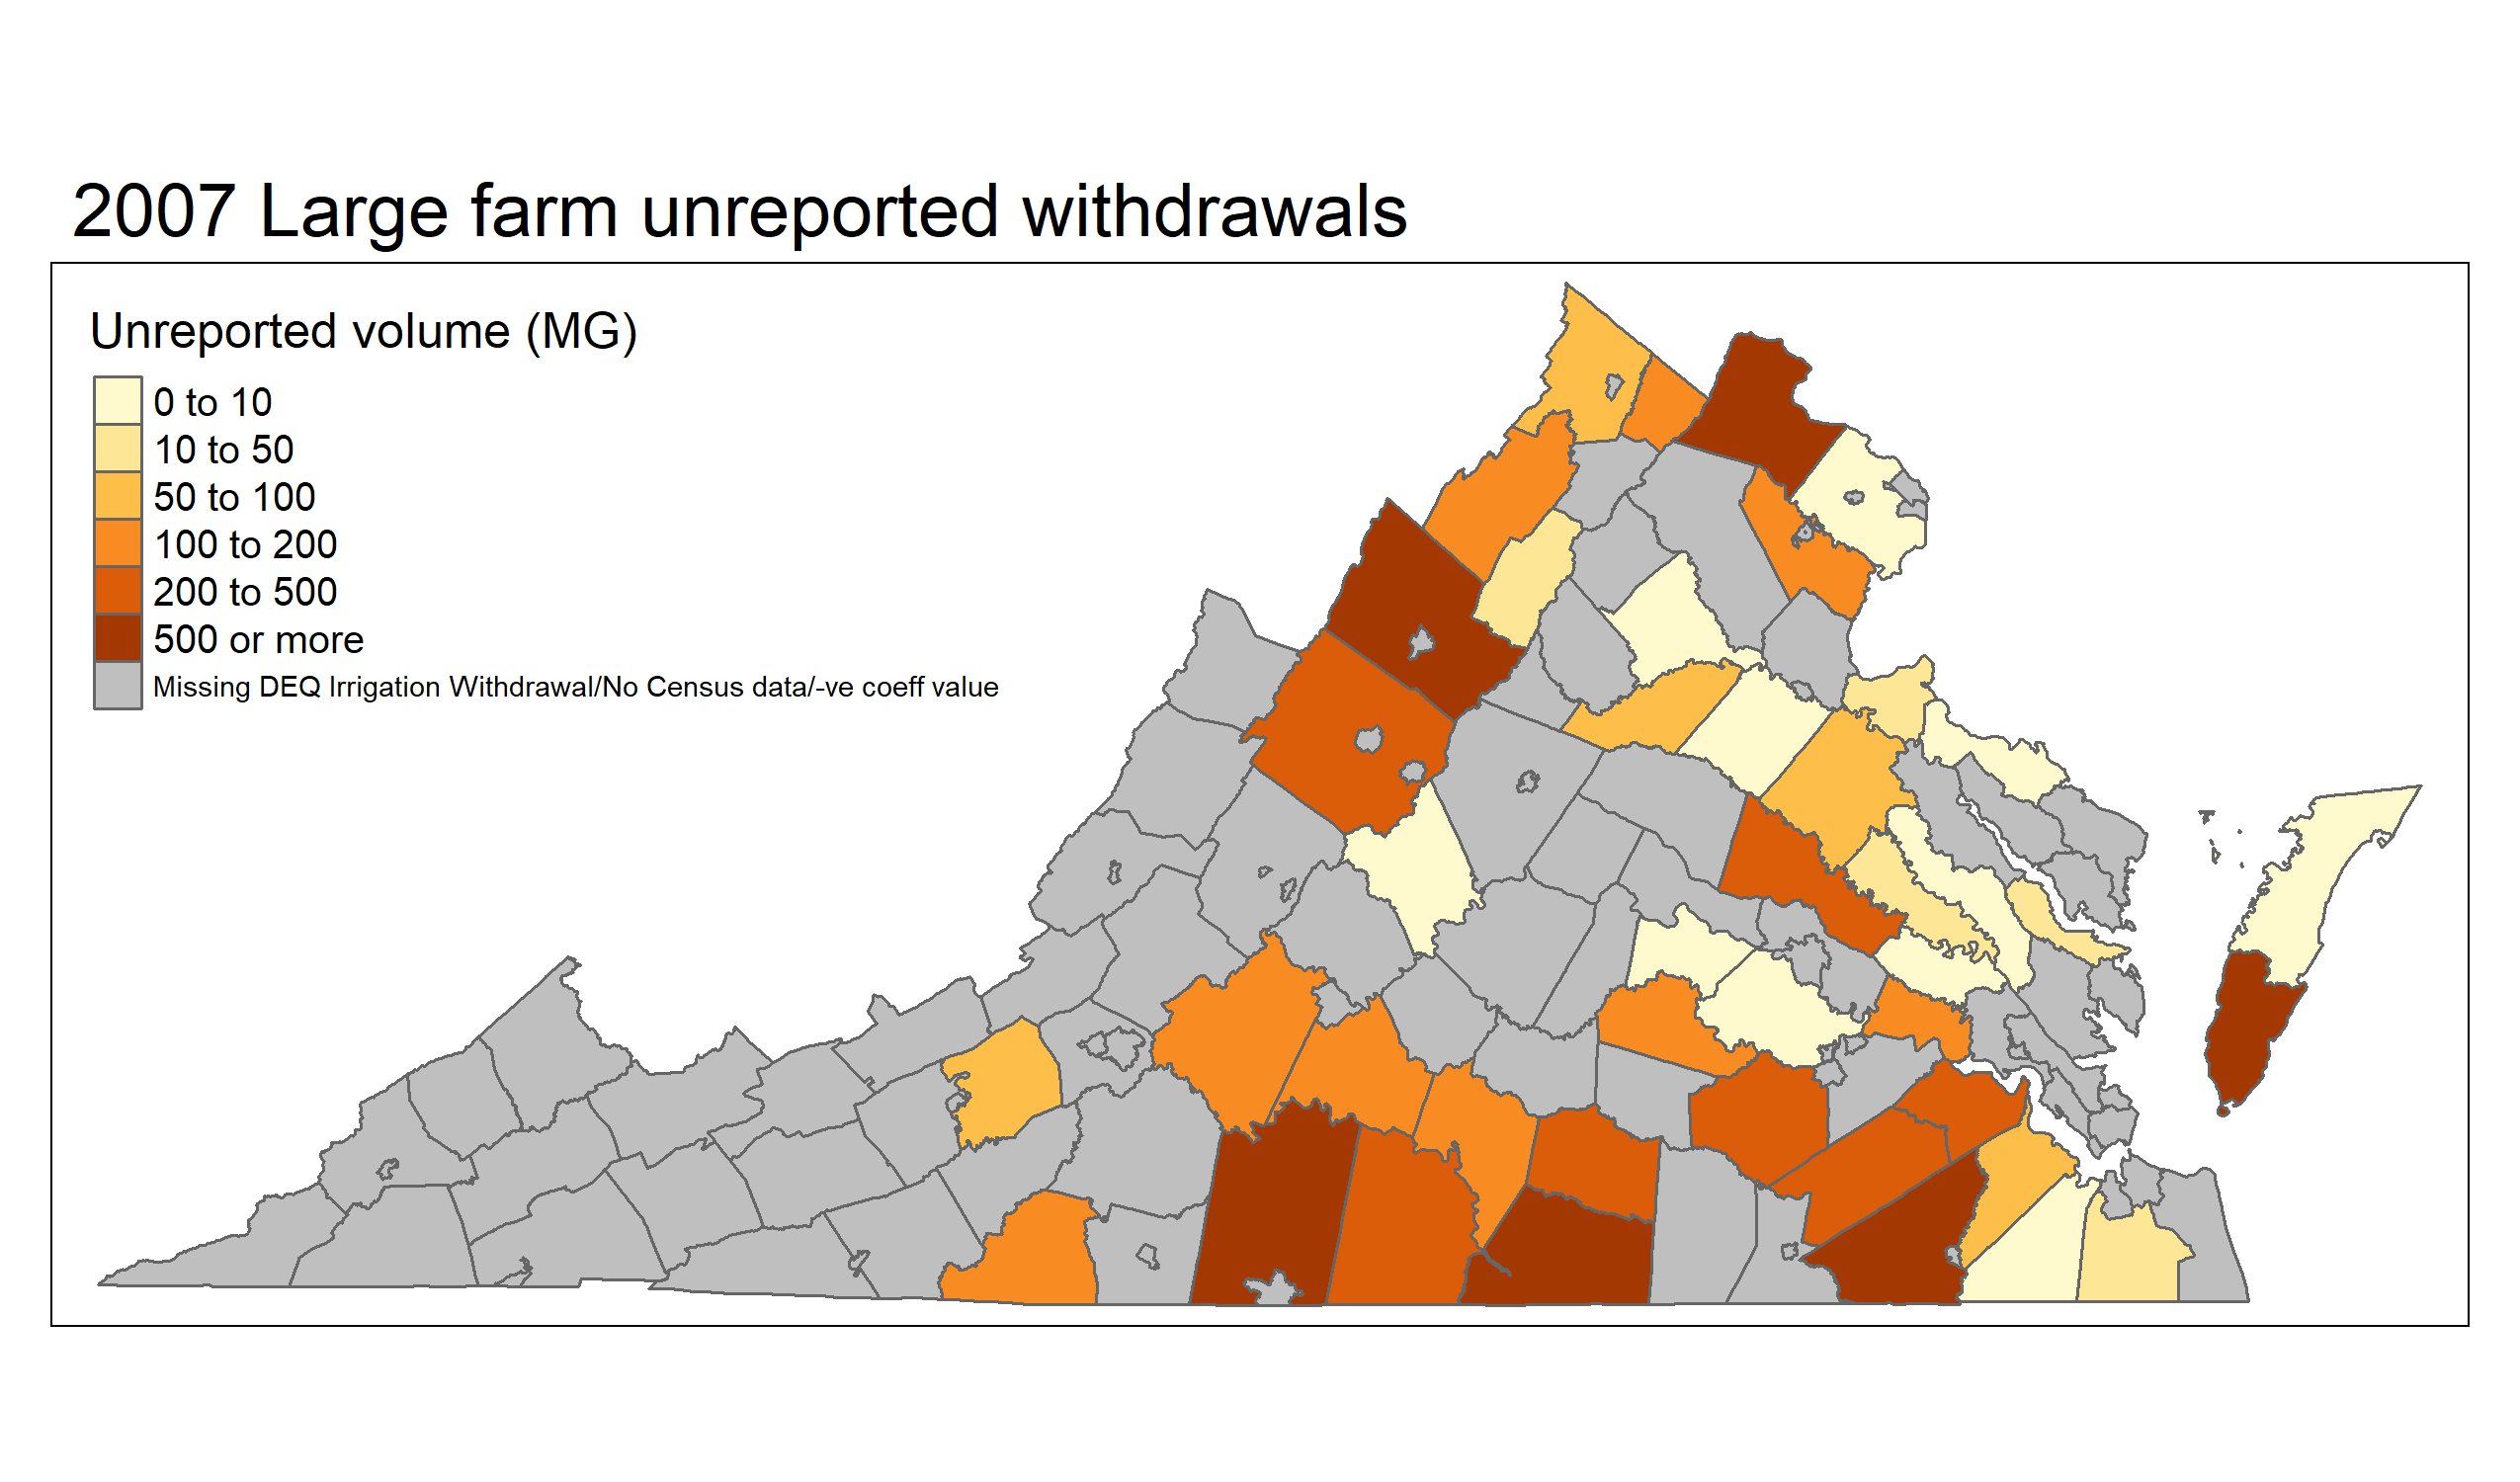 2007 Large farm unreported withdrawals
Unreported volume (MG)
0 to 10
10 to 50
50 to 100
100 to 200
200 to 500
500 or more
Missing DEQ Irrigation Withdrawal/No Census data/-ve coeff value